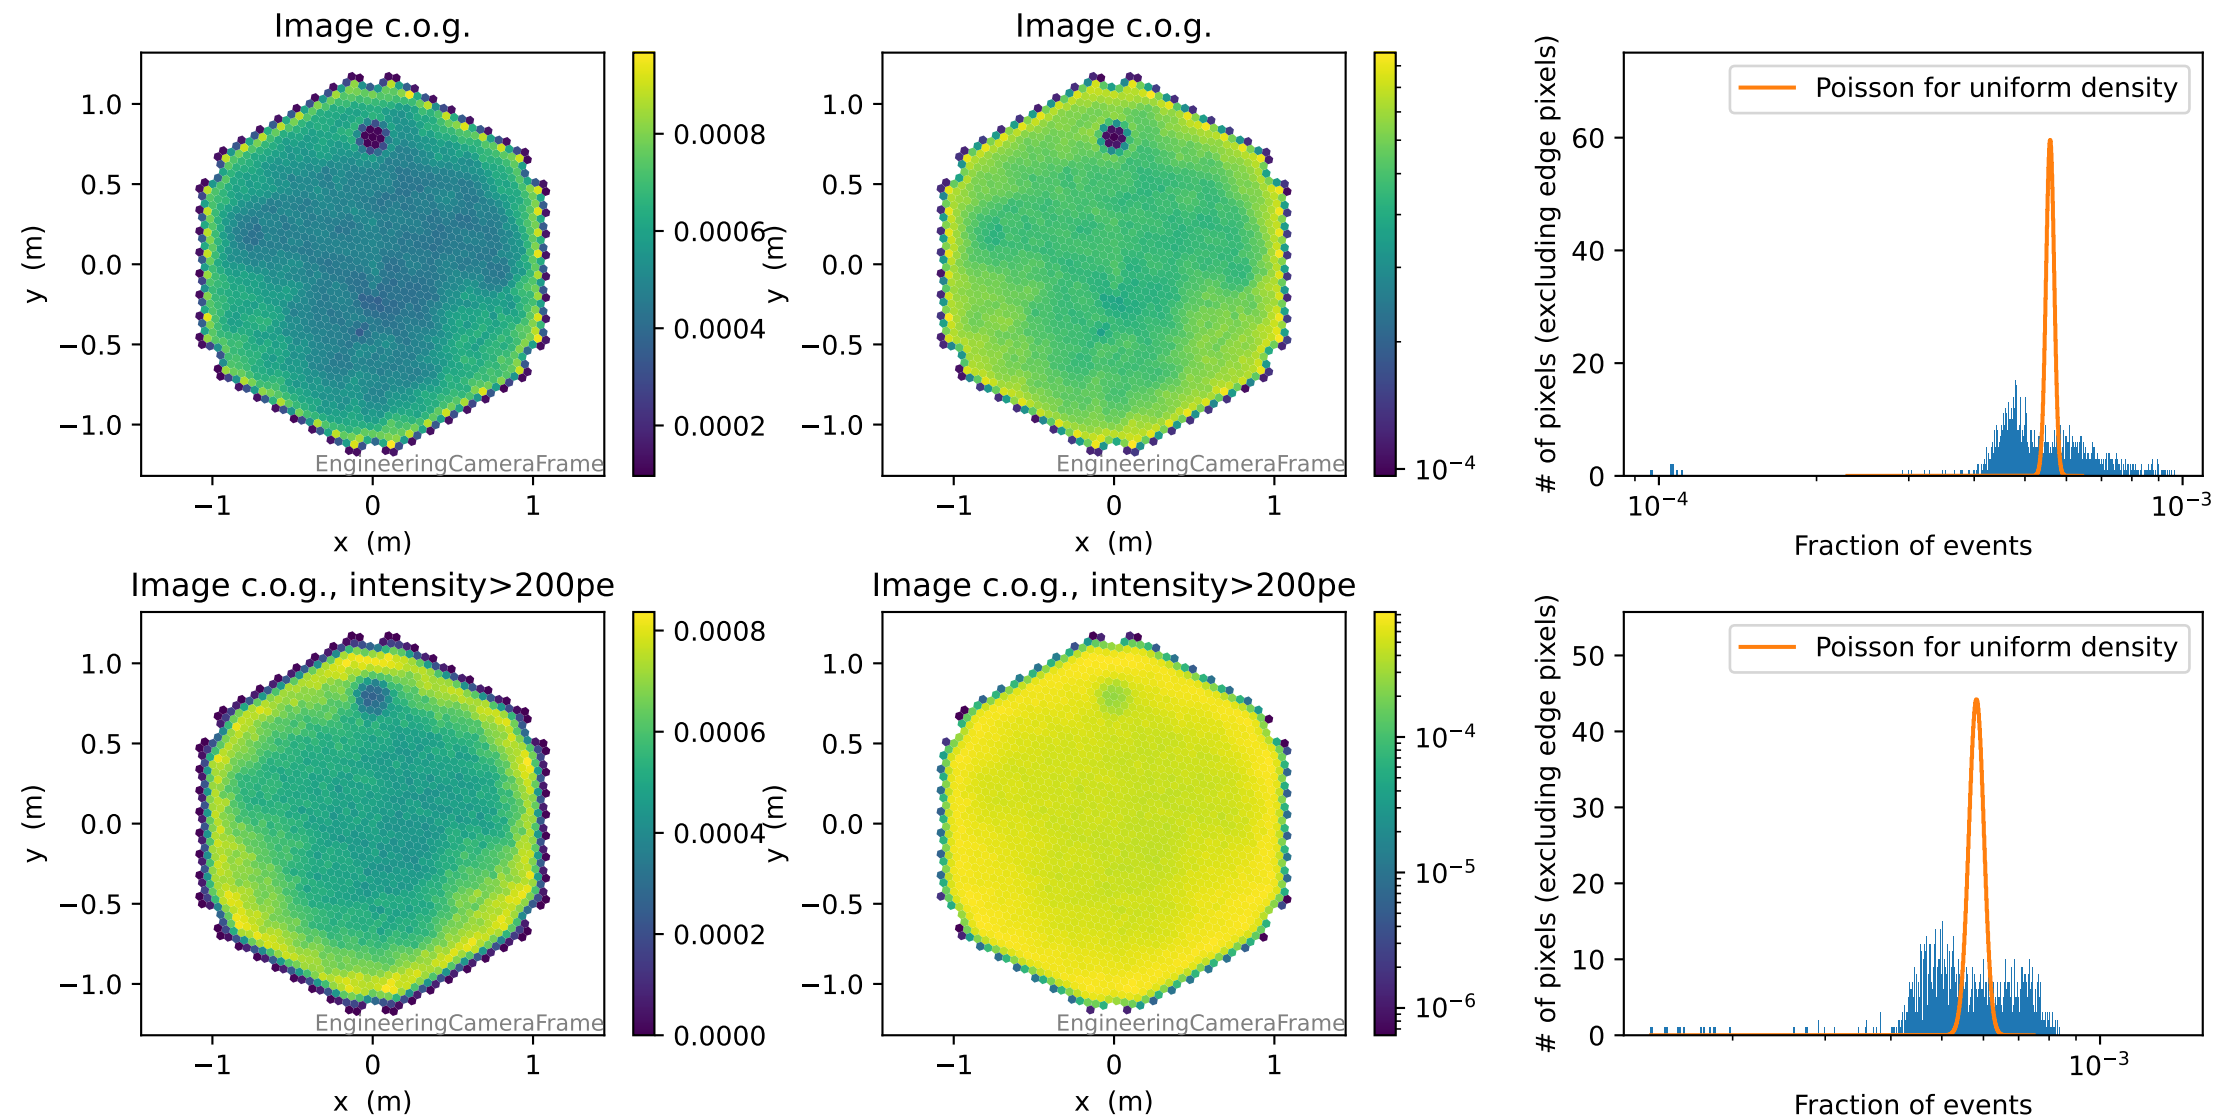 Image c.o.g.
1.0
0.5
0.0
−0.5
−1.0
y (m)
EngineeringCameraFrame
−1
0
1
x (m)
0.0008
0.0006
0.0004
0.0002
Image c.o.g.
1.0
0.5
0.0
−0.5
−1.0
y (m)
EngineeringCameraFrame
−1
0
1
x (m)
10⁻⁴
# of pixels (excluding edge pixels)
60
40
20
0
Poisson for uniform density
10⁻⁴
10⁻³
Fraction of events
Image c.o.g., intensity>200pe
1.0
0.5
0.0
−0.5
−1.0
y (m)
EngineeringCameraFrame
−1
0
1
x (m)
0.0008
0.0006
0.0004
0.0002
0.0000
Image c.o.g., intensity>200pe
1.0
0.5
0.0
−0.5
−1.0
y (m)
EngineeringCameraFrame
−1
0
1
x (m)
10⁻⁴
10⁻⁵
10⁻⁶
# of pixels (excluding edge pixels)
50
40
30
20
10
0
Poisson for uniform density
10⁻³
Fraction of events